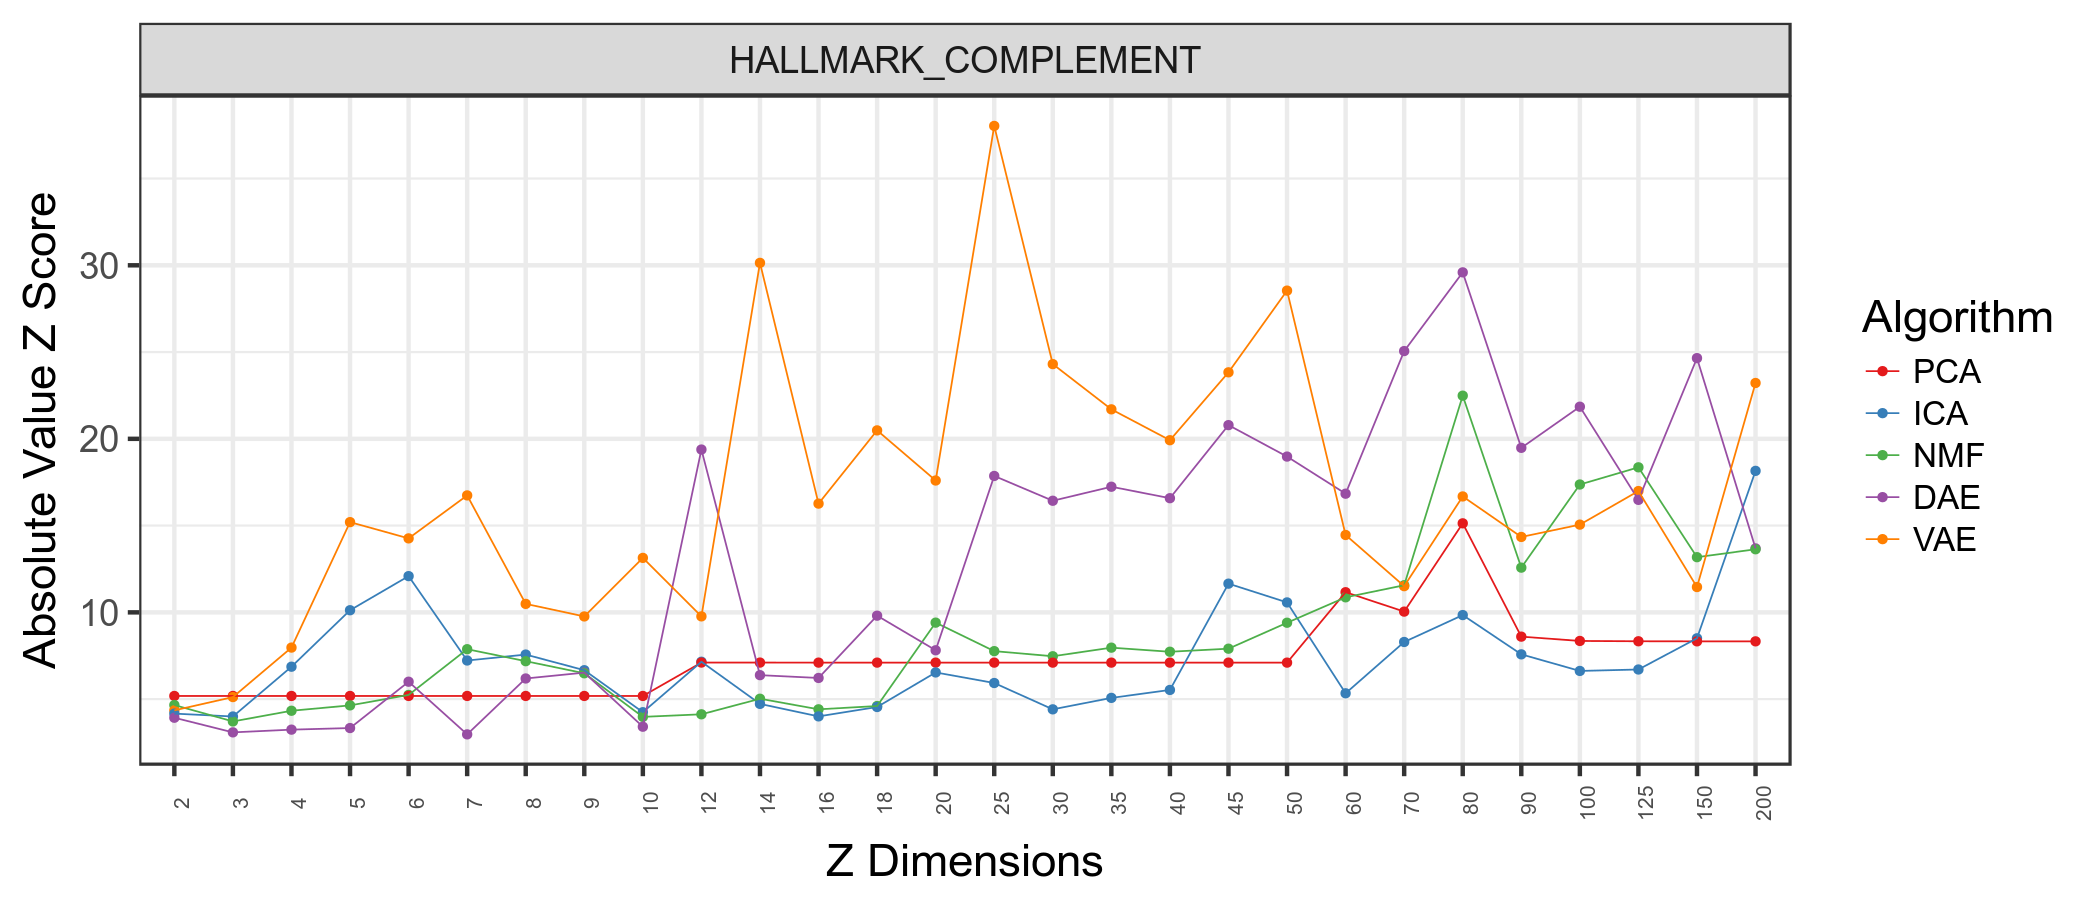 HALLMARK_COMPLEMENT
Absolute Value Z Score
30
20
10
2 3 4 5 6 7 8 9 10 12 14 16 18 20 25 30 35 40 45 50 60 70 80 90 100 125 150 200
Z Dimensions
Algorithm
PCA
ICA
NMF
DAE
VAE